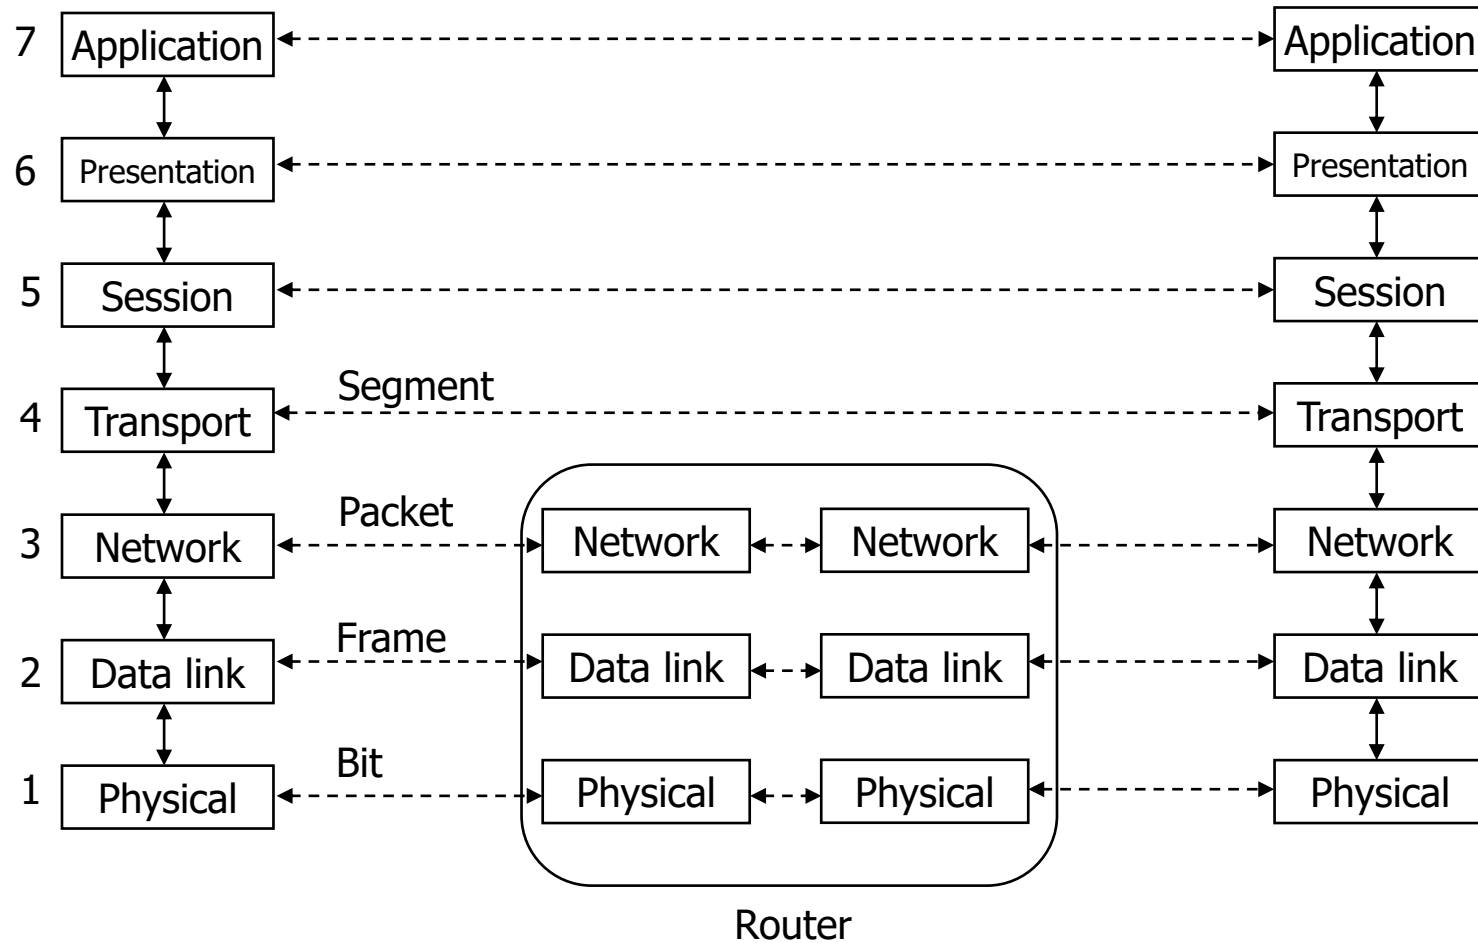 7 Application Application
6 Presentation Presentation
5 Session Session
Segment
4 Transport Transport
Packet
3 Network Network Network Network
Frame
2 Data link Data link Data link Data link
Bit
1 Physical Physical Physical Physical
Router